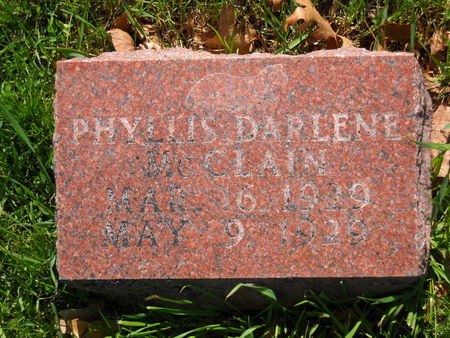 PHYLLIS DARLENE
McCLAIN
MAR. 16, 1929
MAY 9, 1929